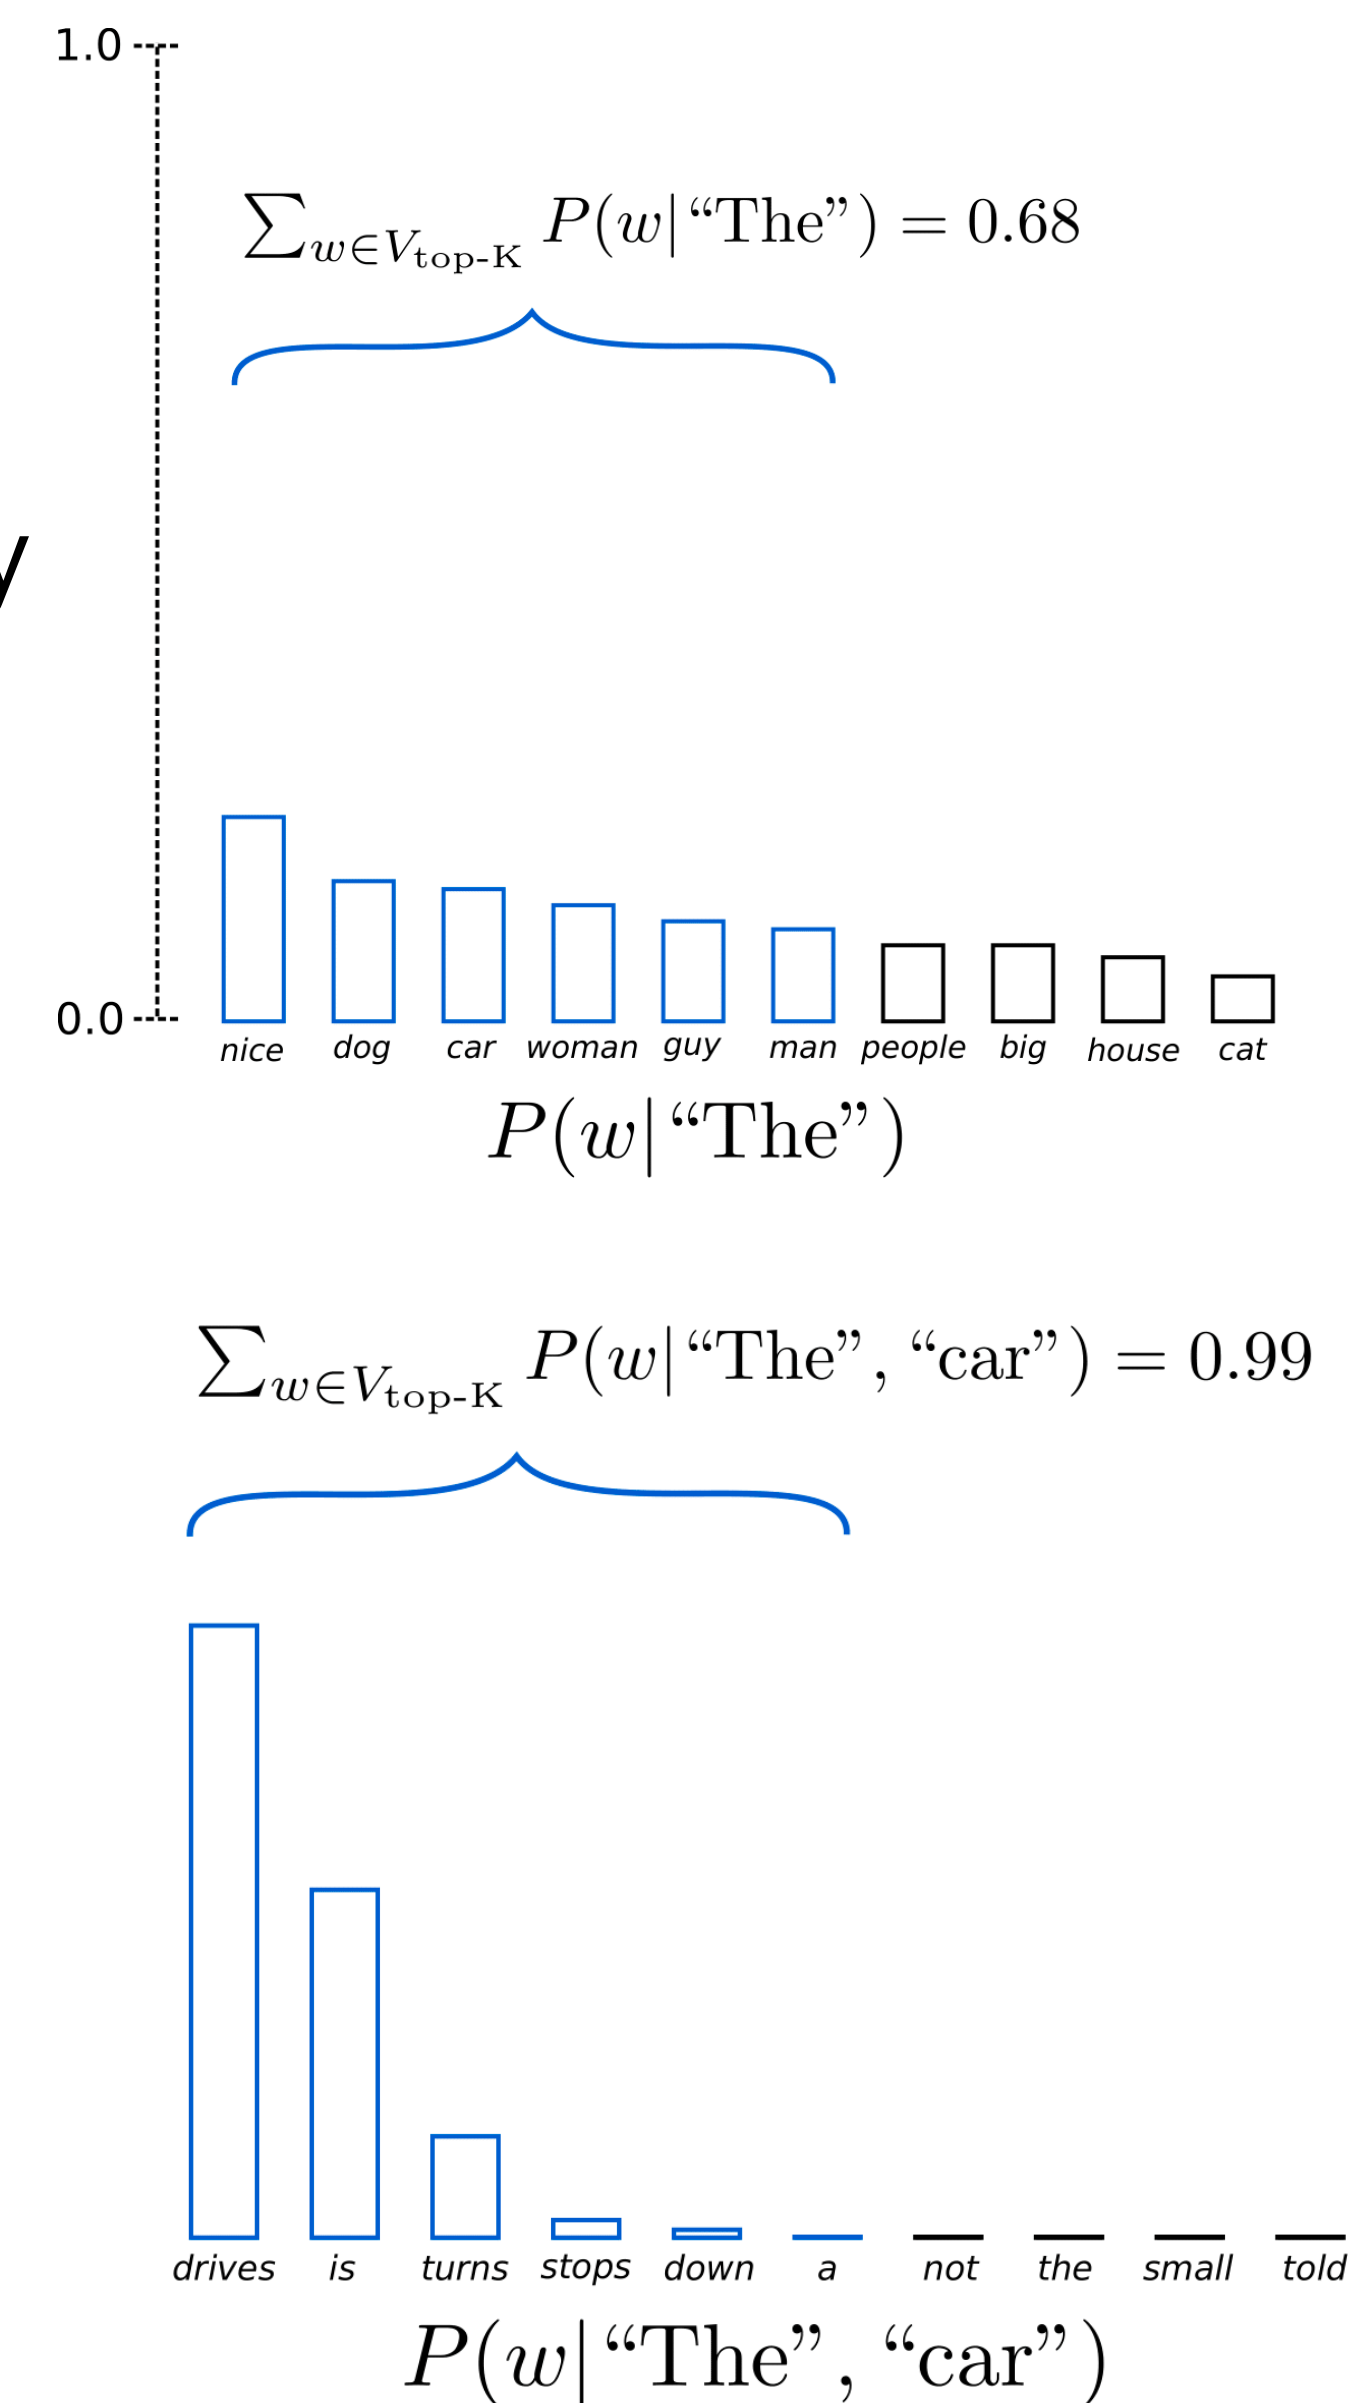 1.0
∑w∈Vtop-K P(w|“The”) = 0.68
y
0.0
nice dog car woman guy man people big house cat
P(w|“The”)
∑w∈Vtop-K P(w|“The”, “car”) = 0.99
drives is turns stops down a not the small told
P(w|“The”, “car”)